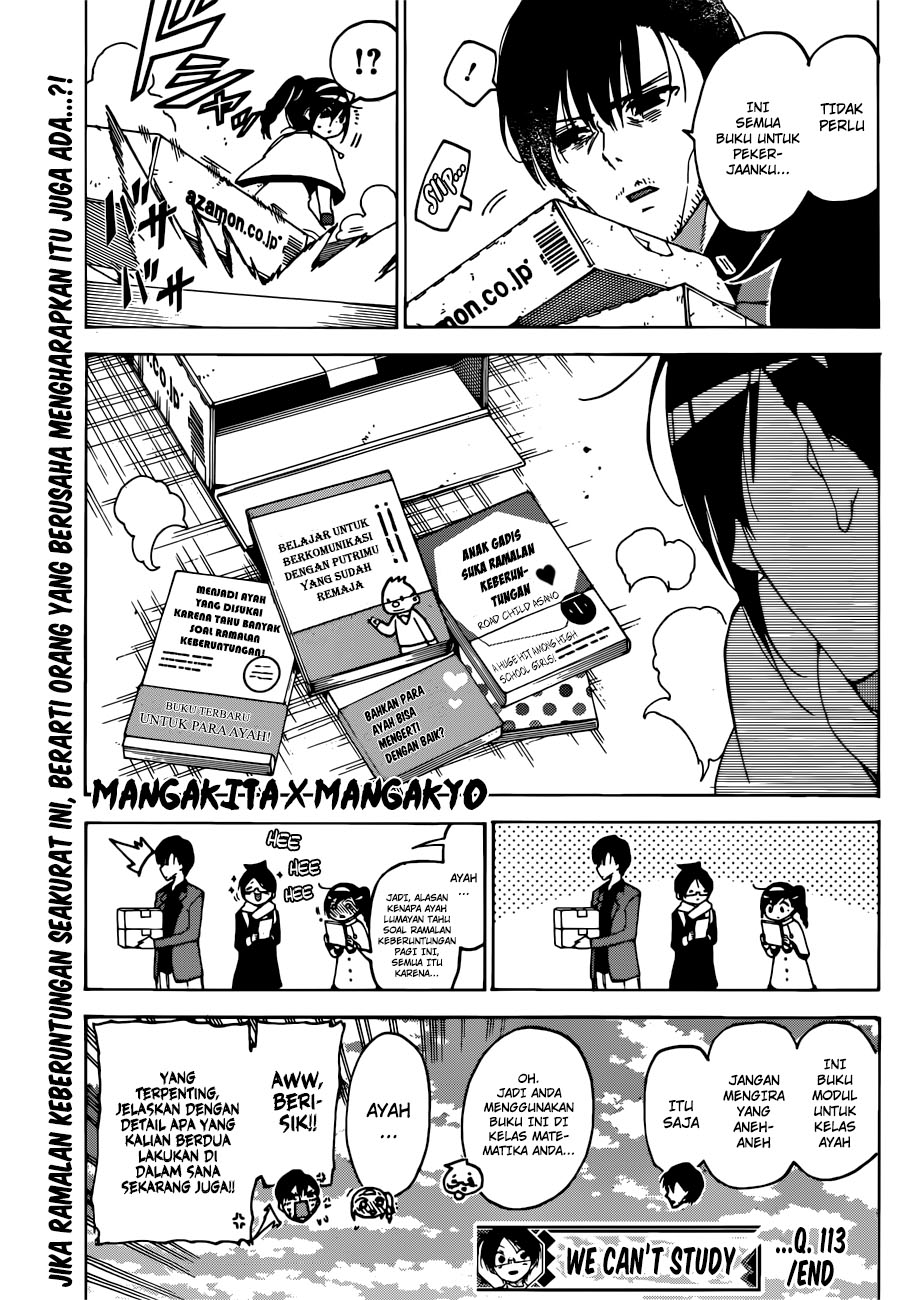 TIDAK
PERLU
INI
SEMUA
BUKU UNTUK
PEKER-
JAANKU...
!
SLIP...
azamon.co.jp
!?
azamon.co.jp
co.jp
BELAJAR UNTUK
BERKOMUNIKASI
DENGAN PUTRIMU
YANG SUDAH
REMAJA
ANAK GADIS
SUKA RAMALAN
KEBERUN-
TUNGAN
ROAD CHILD ASANO
A HUGE HIT AMONG HIGH
SCHOOL GIRLS!
MENJADI AYAH
YANG DISUKAI
KARENA TAHU BANYAK
SOAL RAMALAN
KEBERUNTUNGAN!
BUKU TERBARU
UNTUK PARA AYAH!
BAHKAN PARA
AYAH BISA
MENGERTI
DENGAN BAIK?
MANGAKITA X MANGAKYO
AYAH
...
JADI, ALASAN
KENAPA AYAH
LUMAYAN TAHU
SOAL RAMALAN
KEBERUNTUNGAN
PAGI INI,
SEMUA ITU
KARENA...
HEE
HEE
HEE
INI
BUKU
MODUL
UNTUK
KELAS
AYAH
JANGAN
MENGIRA
YANG
ANEH-
ANEH
ITU
SAJA
OH.
JADI ANDA
MENGGUNAKAN
BUKU INI DI
KELAS MATE-
MATIKA ANDA...
AYAH
...
AWW,
BERI-
SIK!!
YANG
TERPENTING,
JELASKAN DENGAN
DETAIL APA YANG
KALIAN BERDUA
LAKUKAN DI
DALAM SANA
SEKARANG JUGA!!
WE CAN'T STUDY
...Q. 113
/END
JIKA RAMALAN KEBERUNTUNGAN SEAKURAT INI, BERARTI ORANG YANG BERUSAHA MENGHARAPKAN ITU JUGA ADA...?!